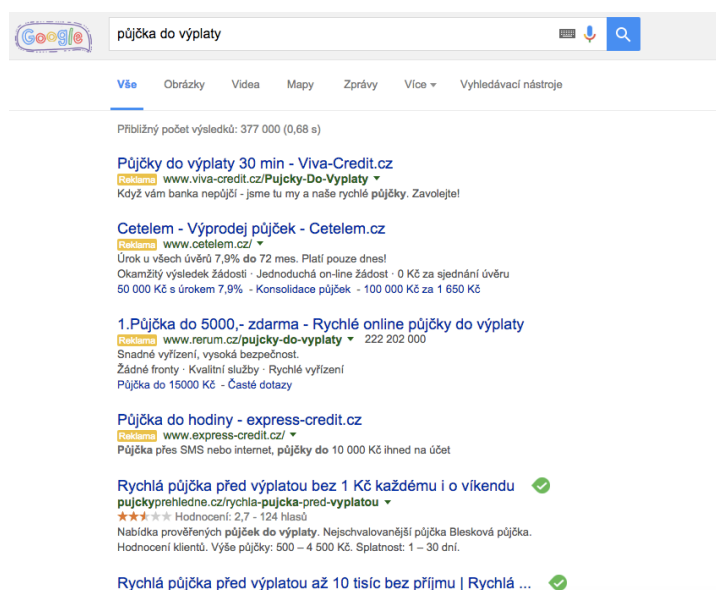 Google
půjčka do výplaty
Vše Obrázky Videa Mapy Zprávy Více Vyhledávací nástroje
Přibližný počet výsledků: 377 000 (0,68 s)
Půjčky do výplaty 30 min - Viva-Credit.cz
Reklama www.viva-credit.cz/Pujcky-Do-Vyplaty
Když vám banka nepůjčí - jsme tu my a naše rychlé půjčky. Zavolejte!
Cetelem - Výprodej půjček - Cetelem.cz
Reklama www.cetelem.cz/
Úrok u všech úvěrů 7,9% do 72 mes. Platí pouze dnes!
Okamžitý výsledek žádosti · Jednoduchá on-line žádost · 0 Kč za sjednání úvěru
50 000 Kč s úrokem 7,9% - Konsolidace půjček - 100 000 Kč za 1 650 Kč
1.Půjčka do 5000,- zdarma - Rychlé online půjčky do výplaty
Reklama www.rerum.cz/pujcky-do-vyplaty 222 202 000
Snadné vyřízení, vysoká bezpečnost.
Žádné fronty · Kvalitní služby · Rychlé vyřízení
Půjčka do 15000 Kč - Časté dotazy
Půjčka do hodiny - express-credit.cz
Reklama www.express-credit.cz/
Půjčka přes SMS nebo internet, půjčky do 10 000 Kč ihned na účet
Rychlá půjčka před výplatou bez 1 Kč každému i o víkendu
pujckyprehledne.cz/rychla-pujcka-pred-vyplatou
Hodnocení: 2,7 - 124 hlasů
Nabídka prověřených půjček do výplaty. Nejschvalovanější půjčka Blesková půjčka.
Hodnocení klientů. Výše půjčky: 500 – 4 500 Kč. Splatnost: 1 – 30 dní.
Rychlá půjčka před výplatou až 10 tisíc bez příjmu | Rychlá ...